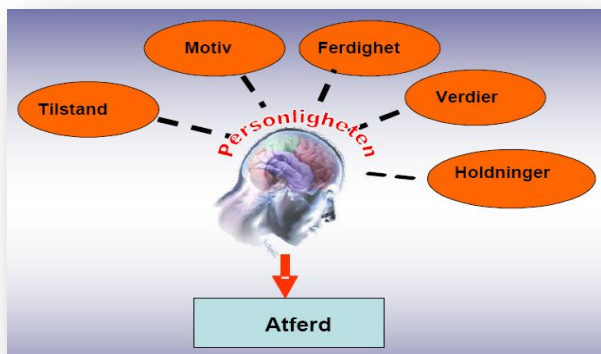 Motiv
Ferdighet
Tilstand
Verdier
Personligheten
Holdninger
Atferd